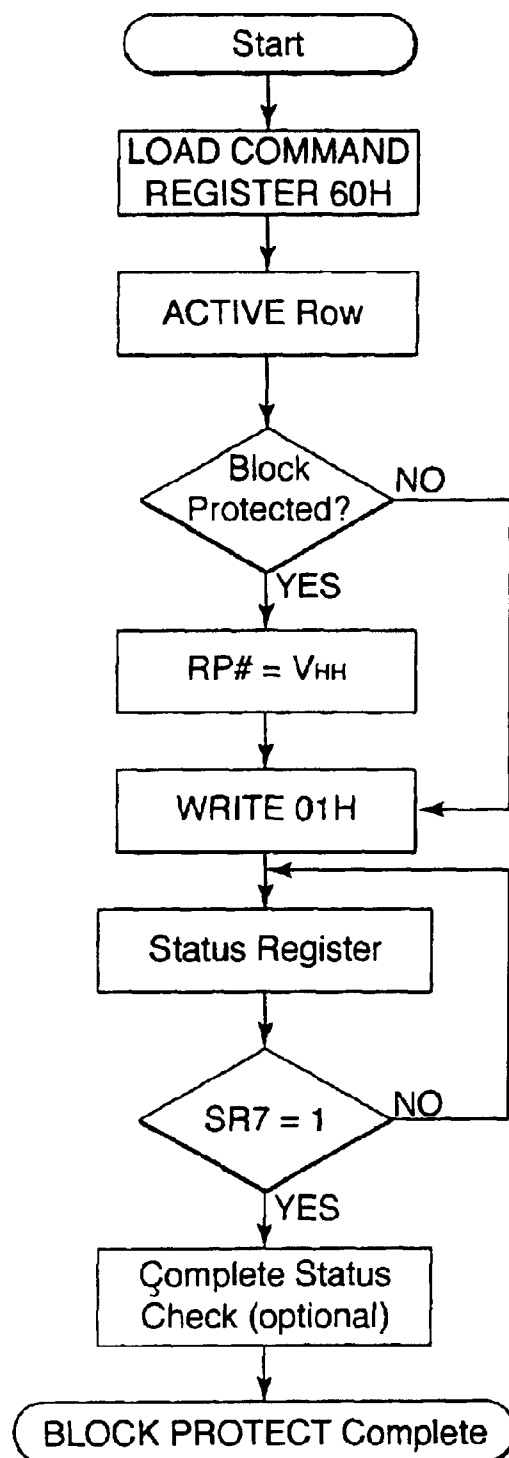 Start
LOAD COMMAND
REGISTER 60H
ACTIVE Row
Block
Protected?
NO
YES
RP# = VHH
WRITE 01H
Status Register
SR7 = 1
NO
YES
Çomplete Status
Check (optional)
BLOCK PROTECT Complete